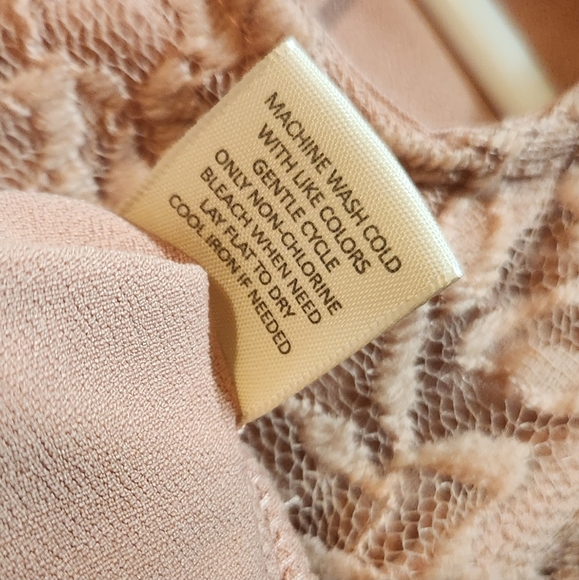 MACHINE WASH COLD
WITH LIKE COLORS
GENTLE CYCLE
ONLY NON-CHLORINE
BLEACH WHEN NEED
LAY FLAT TO DRY
COOL IRON IF NEEDED